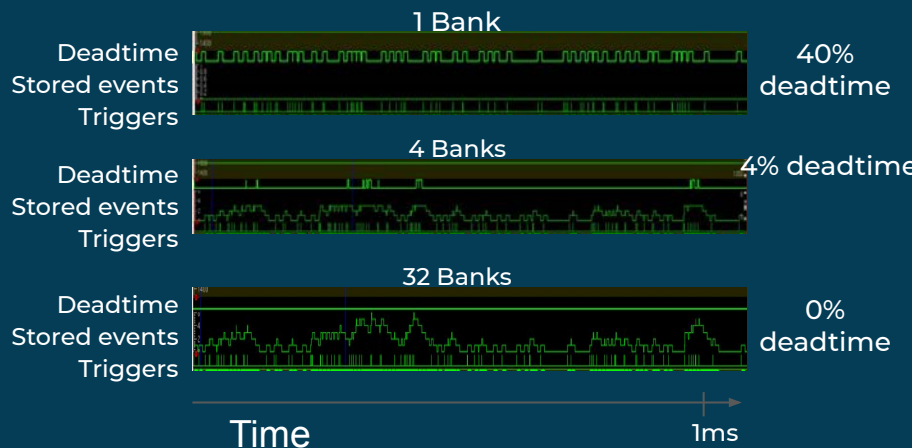 1 Bank
Deadtime
Stored events
Triggers
40%
deadtime
4 Banks
Deadtime
Stored events
Triggers
4% deadtime
32 Banks
Deadtime
Stored events
Triggers
0%
deadtime
Time
1ms